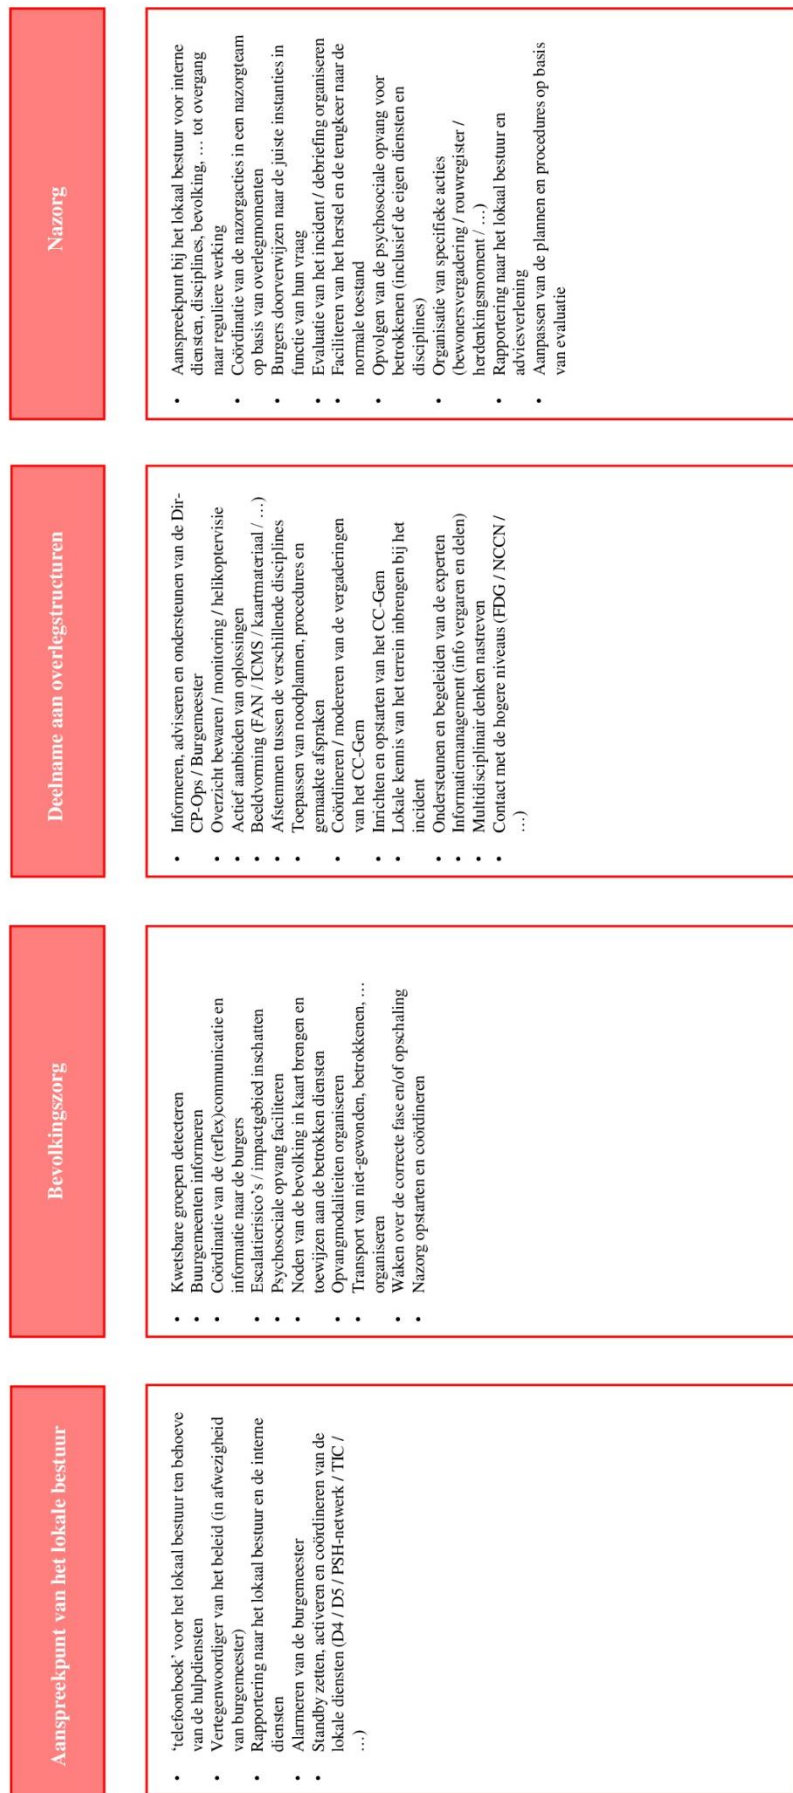 Aanspreekpunt van het lokale bestuur
• ‘telefoonboek’ voor het lokaal bestuur ten behoeve
van de hulpdiensten
• Vertegenwoordiger van het beleid (in afwezigheid
van burgemeester)
• Rapportering naar het lokaal bestuur en de interne
diensten
• Alarmeren van de burgemeester
• Standby zetten, activeren en coördineren van de
lokale diensten (D4 / D5 / PSH-netwerk / TIC /
…)
Bevolkingszorg
• Kwetsbare groepen detecteren
• Buurgemeenten informeren
• Coördinatie van de (reflex)communicatie en
informatie naar de burgers
• Escalatierisico’s / impactgebied inschatten
• Psychosociale opvang faciliteren
• Noden van de bevolking in kaart brengen en
toewijzen aan de betrokken diensten
• Opvangmodaliteiten organiseren
• Transport van niet-gewonden, betrokkenen, …
organiseren
• Waken over de correcte fase en/of opschaling
• Nazorg opstarten en coördineren
Deelname aan overlegstructuren
• Informeren, adviseren en ondersteunen van de Dir-
CP-Ops / Burgemeester
• Overzicht bewaren / monitoring / helikoptervisie
• Actief aanbieden van oplossingen
• Beeldvorming (FAN / ICMS / kaartmateriaal / …)
• Afstemmen tussen de verschillende disciplines
• Toepassen van noodplannen, procedures en
gemaakte afspraken
• Coördineren / modereren van de vergaderingen
van het CC-Gem
• Inrichten en opstarten van het CC-Gem
• Lokale kennis van het terrein inbrengen bij het
incident
• Ondersteunen en begeleiden van de experten
• Informatiemanagement (info vergaren en delen)
• Multidisciplinair denken nastreven
• Contact met de hogere niveaus (FDG / NCCN /
…)
Nazorg
• Aanspreekpunt bij het lokaal bestuur voor interne
diensten, disciplines, bevolking, … tot overgang
naar reguliere werking
• Coördinatie van de nazorgacties in een nazorgteam
op basis van overlegmomenten
• Burgers doorverwijzen naar de juiste instanties in
functie van hun vraag
• Evaluatie van het incident / debriefing organiseren
• Faciliteren van het herstel en de terugkeer naar de
normale toestand
• Opvolgen van de psychosociale opvang voor
betrokkenen (inclusief de eigen diensten en
disciplines)
• Organisatie van specifieke acties
(bewonersvergadering / rouwregister /
herdenkingsmoment / …)
• Rapportering naar het lokaal bestuur en
adviesverlening
• Aanpassen van de plannen en procedures op basis
van evaluatie